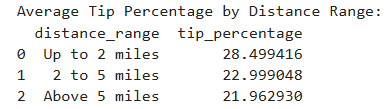 Average Tip Percentage by Distance Range:
distance_range tip_percentage
0 Up to 2 miles 28.499416
1 2 to 5 miles 22.999048
2 Above 5 miles 21.962930